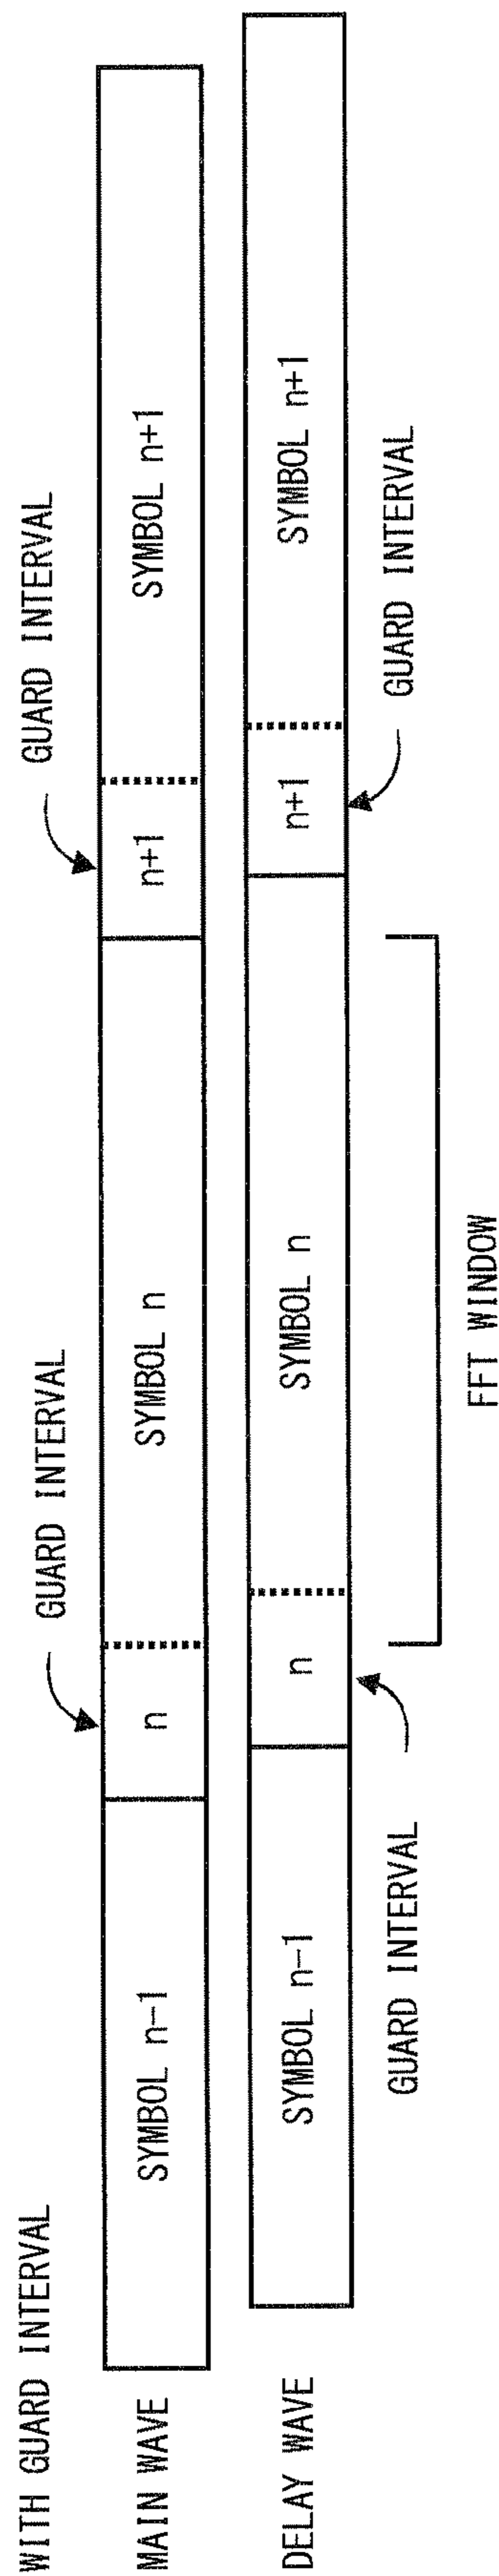 WITH GUARD INTERVAL
GUARD INTERVAL
GUARD INTERVAL
MAIN WAVE
SYMBOL n-1
n
SYMBOL n
n+1
SYMBOL n+1
DELAY WAVE
SYMBOL n-1
n
SYMBOL n
n+1
SYMBOL n+1
GUARD INTERVAL
GUARD INTERVAL
FFT WINDOW